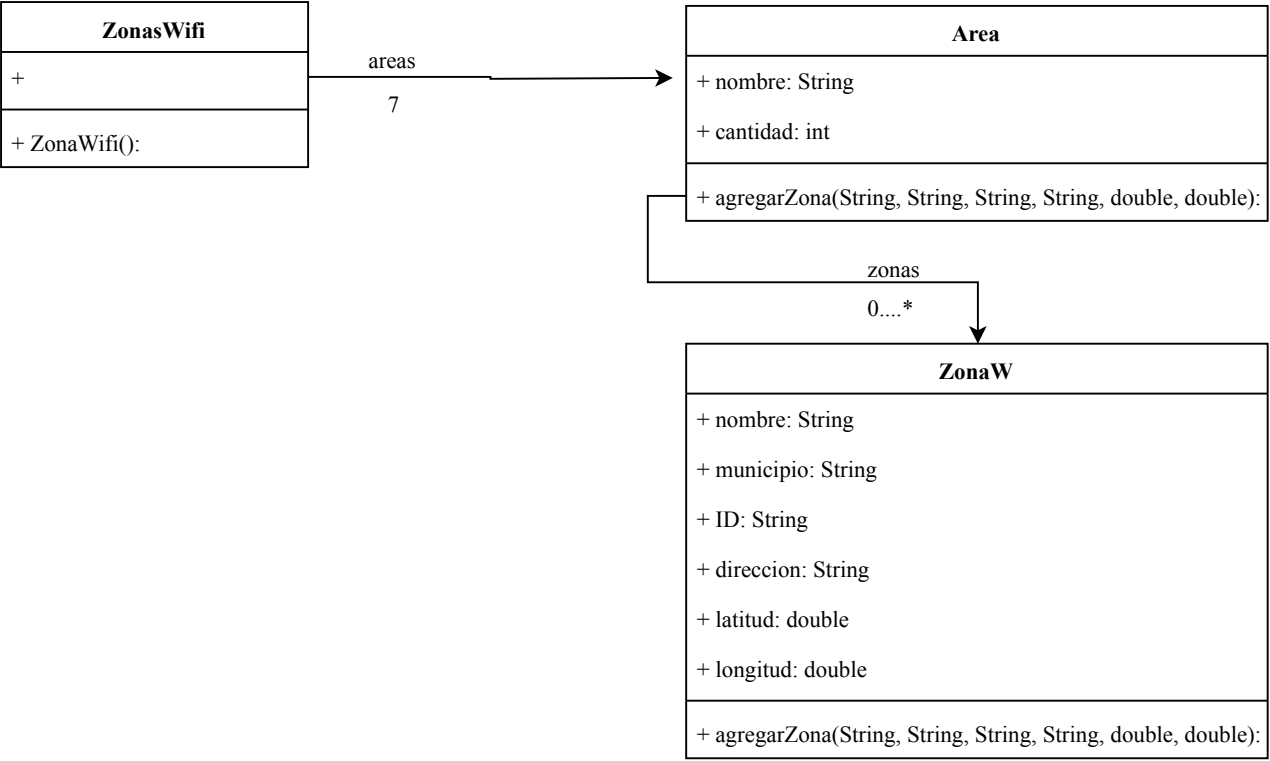 ZonasWifi
+
+ ZonaWifi():
areas
7
Area
+ nombre: String
+ cantidad: int
+ agregarZona(String, String, String, String, double, double):
zonas
0....*
ZonaW
+ nombre: String
+ municipio: String
+ ID: String
+ direccion: String
+ latitud: double
+ longitud: double
+ agregarZona(String, String, String, String, double, double):